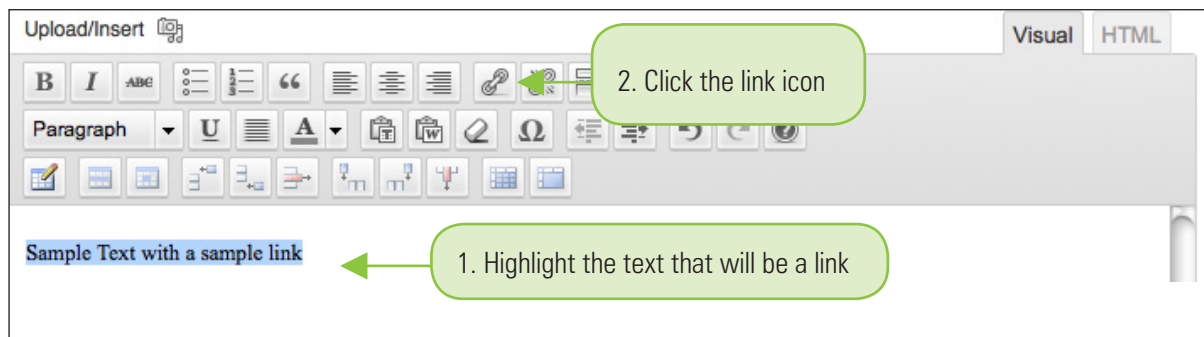 Upload/Insert
Visual HTML
2. Click the link icon
B I ABC
Paragraph U A T W Ω
Sample Text with a sample link
1. Highlight the text that will be a link